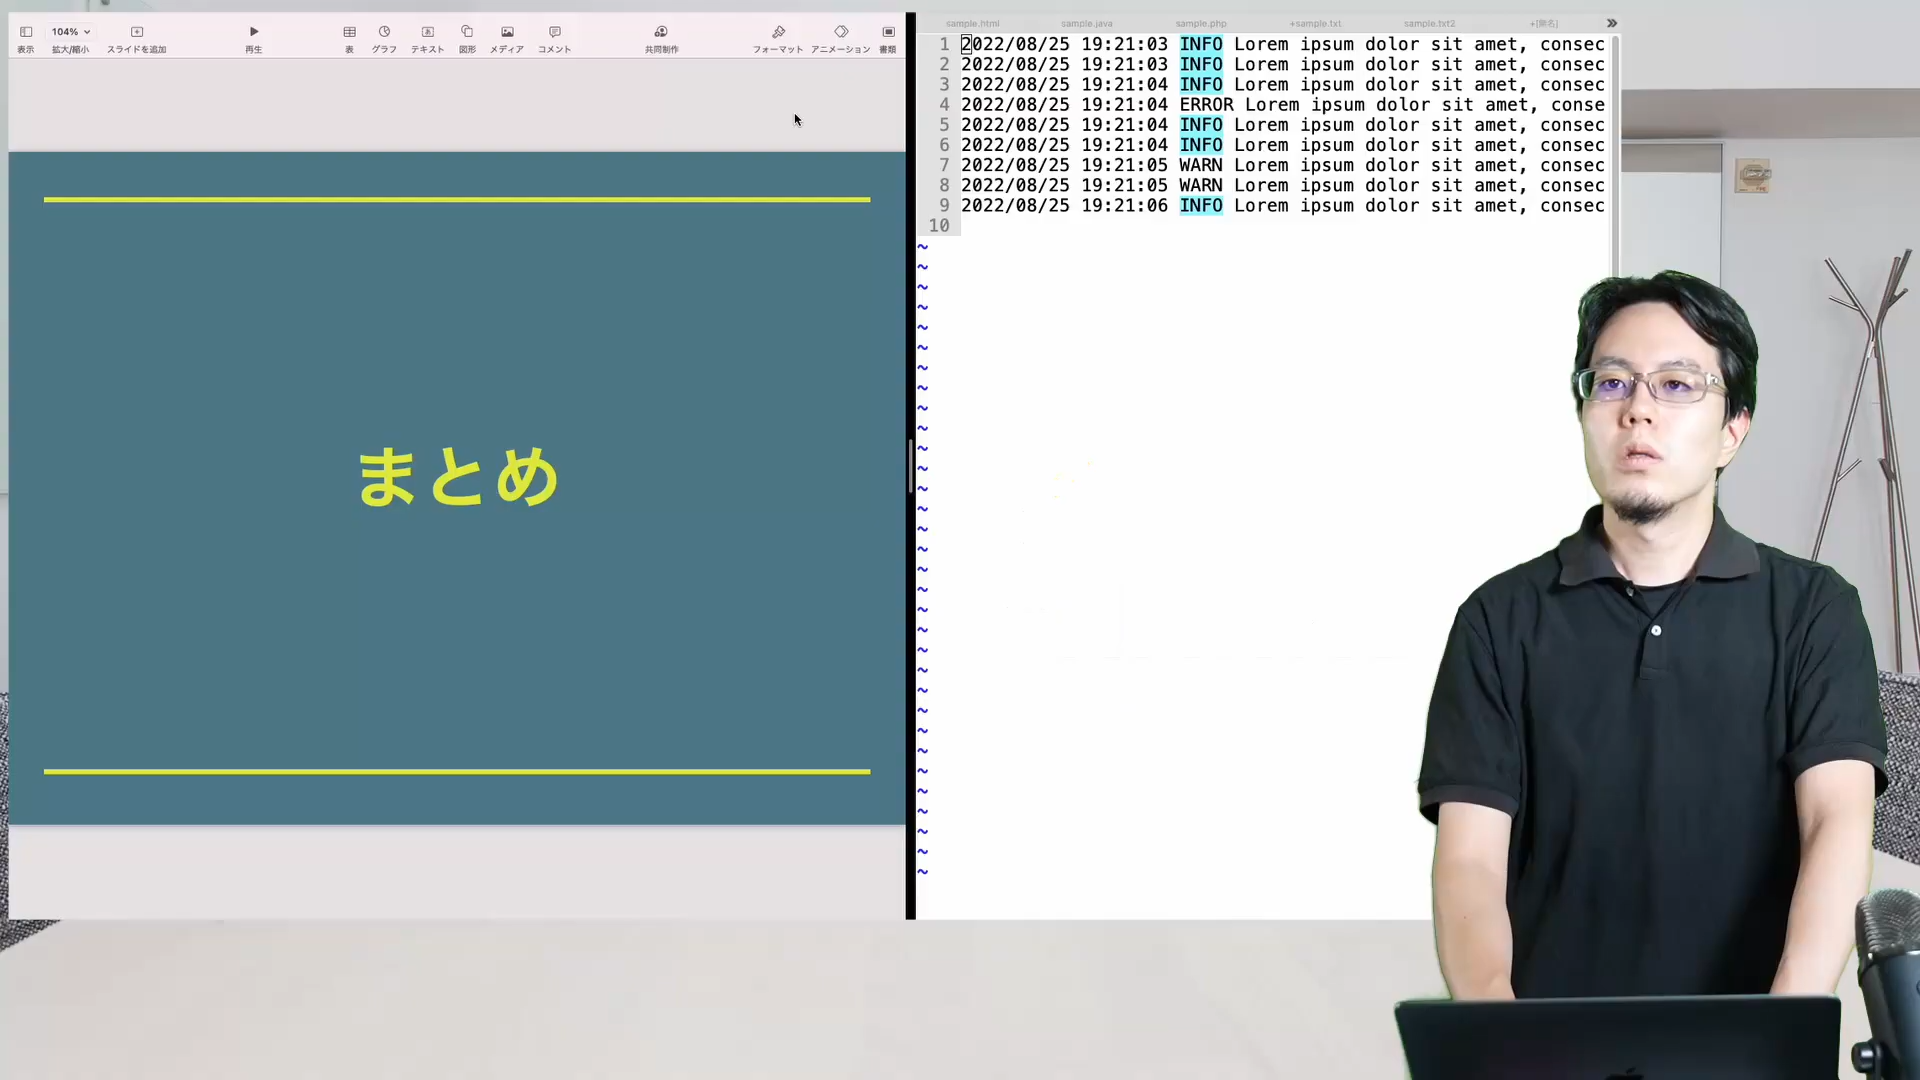 104%
表示
拡大/縮小
スライドを追加
再生
表
グラフ
テキスト
図形
メディア
コメント
共同制作
フォーマット
アニメーション
書類
まとめ
sample.html
sample.java
sample.php
+sample.txt
sample.txt2
+[無名]
1 2022/08/25 19:21:03 INFO Lorem ipsum dolor sit amet, consec
2 2022/08/25 19:21:03 INFO Lorem ipsum dolor sit amet, consec
3 2022/08/25 19:21:04 INFO Lorem ipsum dolor sit amet, consec
4 2022/08/25 19:21:04 ERROR Lorem ipsum dolor sit amet, conse
5 2022/08/25 19:21:04 INFO Lorem ipsum dolor sit amet, consec
6 2022/08/25 19:21:04 INFO Lorem ipsum dolor sit amet, consec
7 2022/08/25 19:21:05 WARN Lorem ipsum dolor sit amet, consec
8 2022/08/25 19:21:05 WARN Lorem ipsum dolor sit amet, consec
9 2022/08/25 19:21:06 INFO Lorem ipsum dolor sit amet, consec
10